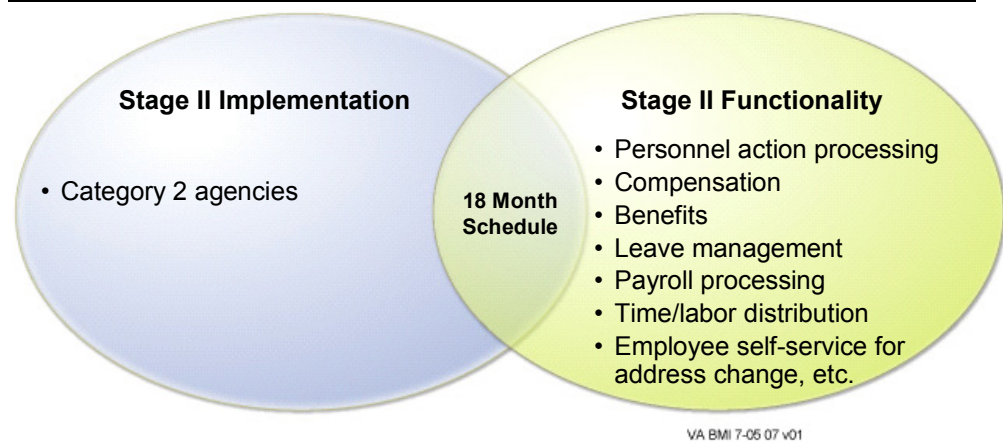 Stage II Implementation
• Category 2 agencies
18 Month
Schedule
Stage II Functionality
• Personnel action processing
• Compensation
• Benefits
• Leave management
• Payroll processing
• Time/labor distribution
• Employee self-service for
address change, etc.
VA BMI 7-05 07 v01